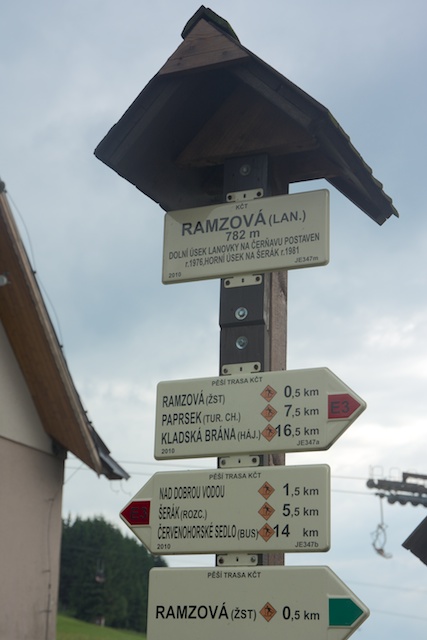 KČT
RAMZOVÁ (LAN.)
782 m
DOLNÍ ÚSEK LANOVKY NA ČERŇAVU POSTAVEN
r.1976,HORNÍ ÚSEK NA ŠERÁK r.1981
2010 JE347m
PĚŠÍ TRASA KČT
RAMZOVÁ (ŽST) 0,5 km
PAPRSEK (TUR. CH.) 7,5 km
KLADSKÁ BRÁNA (HÁJ.) 16,5 km
E3
2010 JE347a
PĚŠÍ TRASA KČT
NAD DOBROU VODOU 1,5 km
ŠERÁK (ROZC.) 5,5 km
ČERVENOHORSKÉ SEDLO (BUS) 14 km
E3
2010 JE347b
PĚŠÍ TRASA KČT
RAMZOVÁ (ŽST) 0,5 km